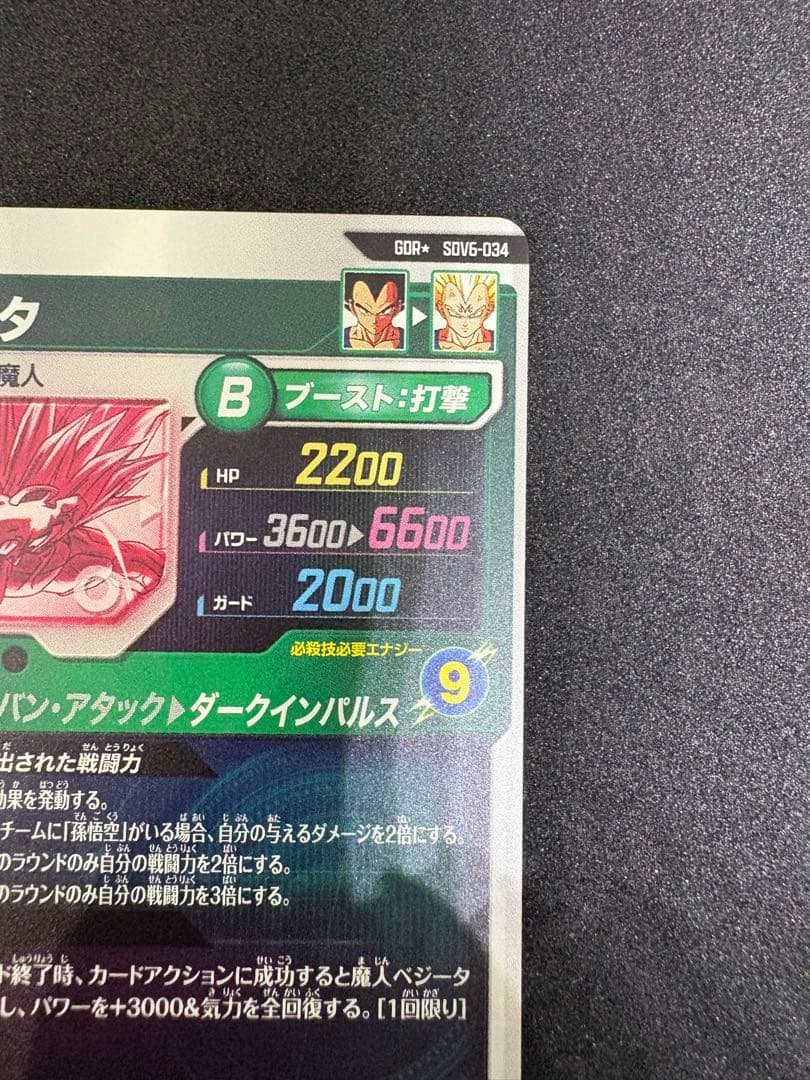 GDR★ SDV6-034
タ
魔人
B ブースト:打撃
HP 2200
パワー 3600▶6600
ガード 2000
必殺技必要エナジー
9
バン・アタック▶ダークインパルス
出された戦闘力
効果を発動する。
チームに「孫悟空」がいる場合、自分の与えるダメージを2倍にする。
のラウンドのみ自分の戦闘力を2倍にする。
のラウンドのみ自分の戦闘力を3倍にする。
ド終了時、カードアクションに成功すると魔人ベジータ
し、パワーを+3000&気力を全回復する。[1回限り]